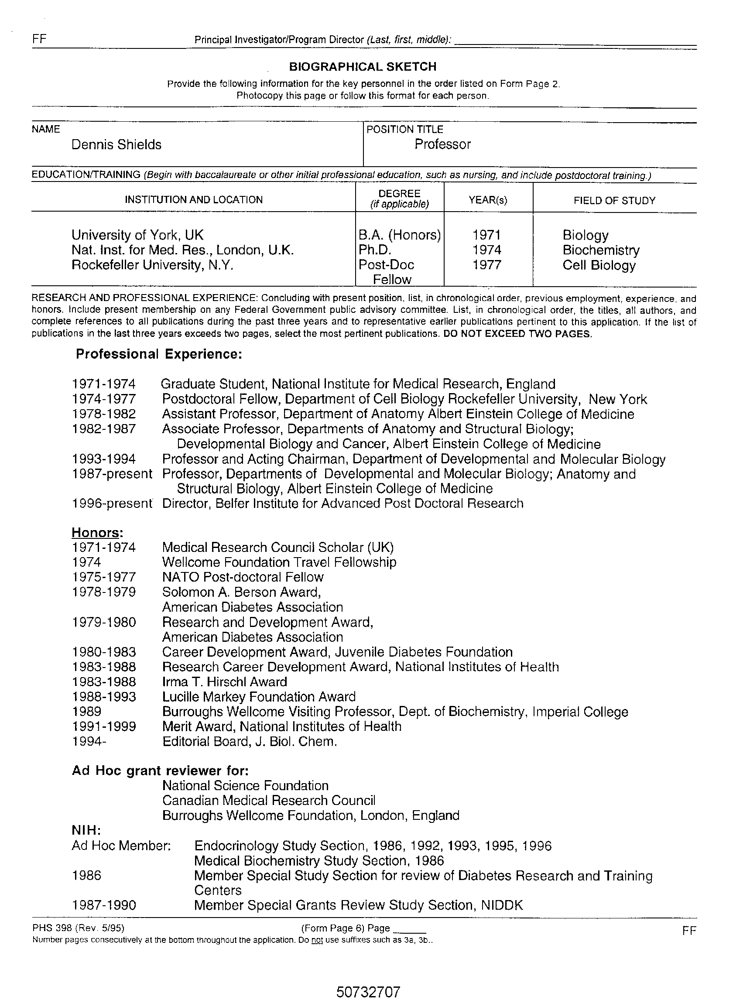 FF
Principal Investigator/Program Director (Last, first, middle):
BIOGRAPHICAL SKETCH
Provide the following information for the key personnel in the order listed on Form Page 2.
Photocopy this page or follow this format for each person.
NAME
Dennis Shields
POSITION TITLE
Professor
EDUCATION/TRAINING (Begin with baccalaureate or other initial professional education, such as nursing, and include postdoctoral training.)
INSTITUTION AND LOCATION DEGREE (if applicable) YEAR(s) FIELD OF STUDY
University of York, UK B.A. (Honors) 1971 Biology
Nat. Inst. for Med. Res., London, U.K. Ph.D. 1974 Biochemistry
Rockefeller University, N.Y. Post-Doc 1977 Cell Biology
Fellow
RESEARCH AND PROFESSIONAL EXPERIENCE: Concluding with present position, list, in chronological order, previous employment, experience, and
honors. Include present membership on any Federal Government public advisory committee. List, in chronological order, the titles, all authors, and
complete references to all publications during the past three years and to representative earlier publications pertinent to this application. If the list of
publications in the last three years exceeds two pages, select the most pertinent publications. DO NOT EXCEED TWO PAGES.
Professional Experience:
1971-1974 Graduate Student, National Institute for Medical Research, England
1974-1977 Postdoctoral Fellow, Department of Cell Biology Rockefeller University, New York
1978-1982 Assistant Professor, Department of Anatomy Albert Einstein College of Medicine
1982-1987 Associate Professor, Departments of Anatomy and Structural Biology;
Developmental Biology and Cancer, Albert Einstein College of Medicine
1993-1994 Professor and Acting Chairman, Department of Developmental and Molecular Biology
1987-present Professor, Departments of Developmental and Molecular Biology; Anatomy and
Structural Biology, Albert Einstein College of Medicine
1996-present Director, Belfer Institute for Advanced Post Doctoral Research
Honors:
1971-1974 Medical Research Council Scholar (UK)
1974 Wellcome Foundation Travel Fellowship
1975-1977 NATO Post-doctoral Fellow
1978-1979 Solomon A. Berson Award,
American Diabetes Association
1979-1980 Research and Development Award,
American Diabetes Association
1980-1983 Career Development Award, Juvenile Diabetes Foundation
1983-1988 Research Career Development Award, National Institutes of Health
1983-1988 Irma T. Hirschl Award
1988-1993 Lucille Markey Foundation Award
1989 Burroughs Wellcome Visiting Professor, Dept. of Biochemistry, Imperial College
1991-1999 Merit Award, National Institutes of Health
1994- Editorial Board, J. Biol. Chem.
Ad Hoc grant reviewer for:
National Science Foundation
Canadian Medical Research Council
Burroughs Wellcome Foundation, London, England
NIH:
Ad Hoc Member: Endocrinology Study Section, 1986, 1992, 1993, 1995, 1996
Medical Biochemistry Study Section, 1986
1986 Member Special Study Section for review of Diabetes Research and Training
Centers
1987-1990 Member Special Grants Review Study Section, NIDDK
PHS 398 (Rev. 5/95) (Form Page 6) Page FF
Number pages consecutively at the bottom throughout the application. Do not use suffixes such as 3a, 3b..
50732707